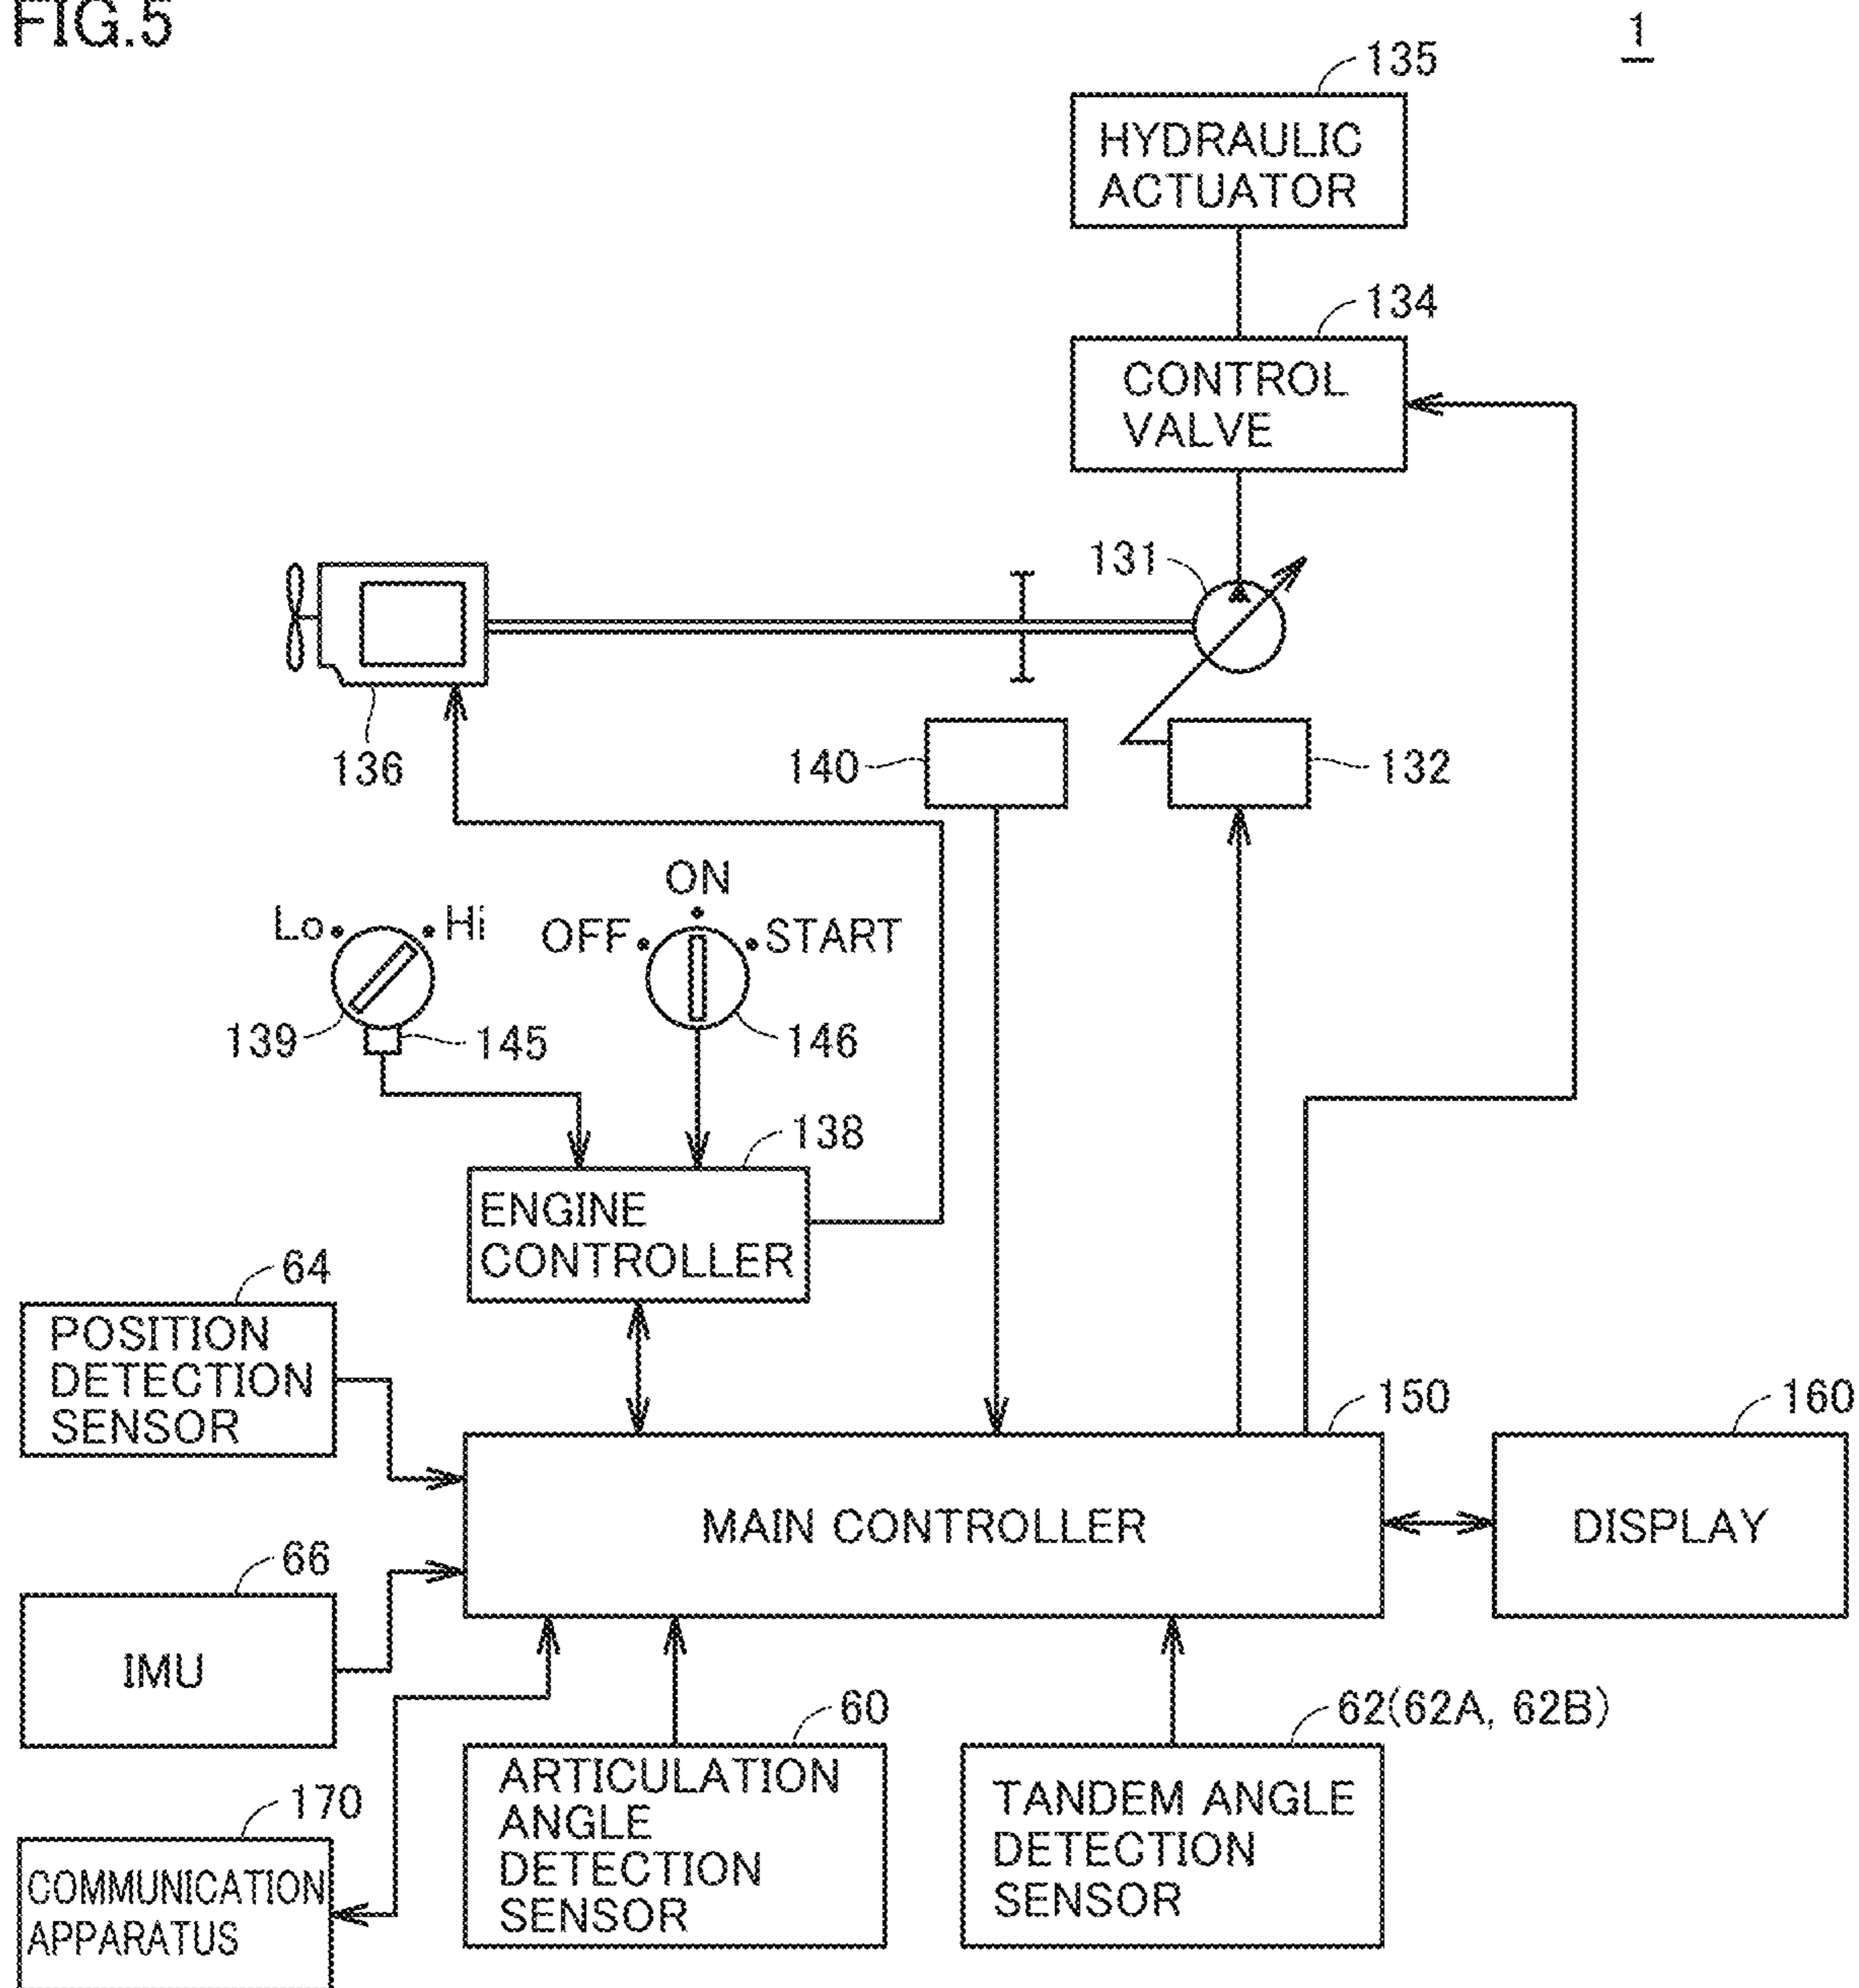 FIG.5
1
135
HYDRAULIC
ACTUATOR
134
CONTROL
VALVE
131
136
140
132
ON
Lo
Hi
OFF
START
139
145
146
138
ENGINE
CONTROLLER
64
POSITION
DETECTION
SENSOR
150
160
MAIN CONTROLLER
DISPLAY
66
IMU
60
62(62A, 62B)
ARTICULATION
ANGLE
DETECTION
SENSOR
TANDEM ANGLE
DETECTION
SENSOR
170
COMMUNICATION
APPARATUS